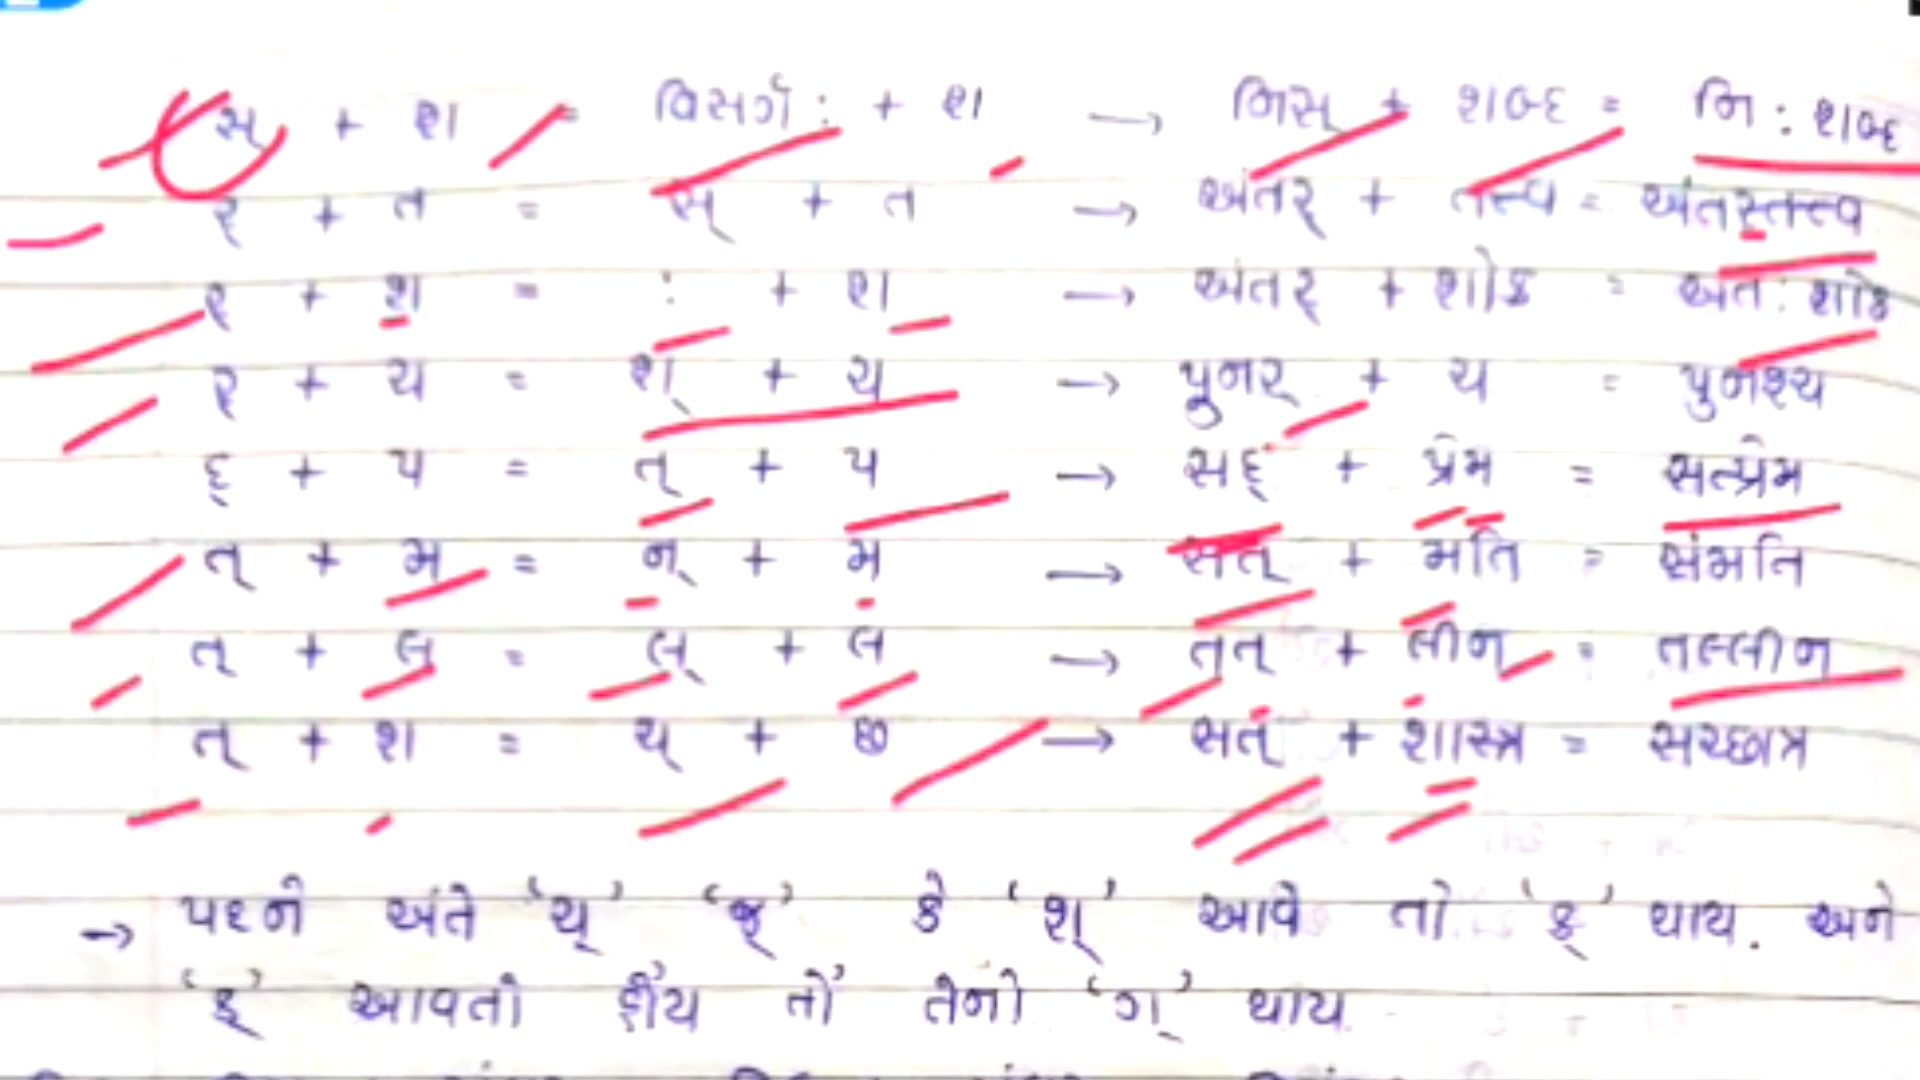 સ્ + શ = વિસર્ગ : + શ → નિસ્ + શબ્દ = નિ : શબ્દ
ર્ + ત = સ્ + ત → અંતર્ + તત્ત્વ = અંતસ્તત્ત્વ
ર્ + શ = : + શ → અંતર્ + શોક = અંત: શોક
ર્ + ચ = શ્ + ચ → પુનર્ + ચ = પુનશ્ચ
દ્ + પ = ત્ + પ → સદ્ + પ્રેમ = સત્પ્રેમ
ત્ + મ = ન્ + મ → સત્ + મતિ = સંમતિ
ત્ + લ = લ્ + લ → તત્ + લીન = તલ્લીન
ત્ + શ = ચ્ + છ → સત્ + શાસ્ત્ર = સચ્છાત્ર
→ પદને અંતે 'ચ્' 'જ્' કે 'શ્' આવે તો 'ક્' થાય. અને
'ક્' આવતો હોય તો તેનો 'ગ્' થાય